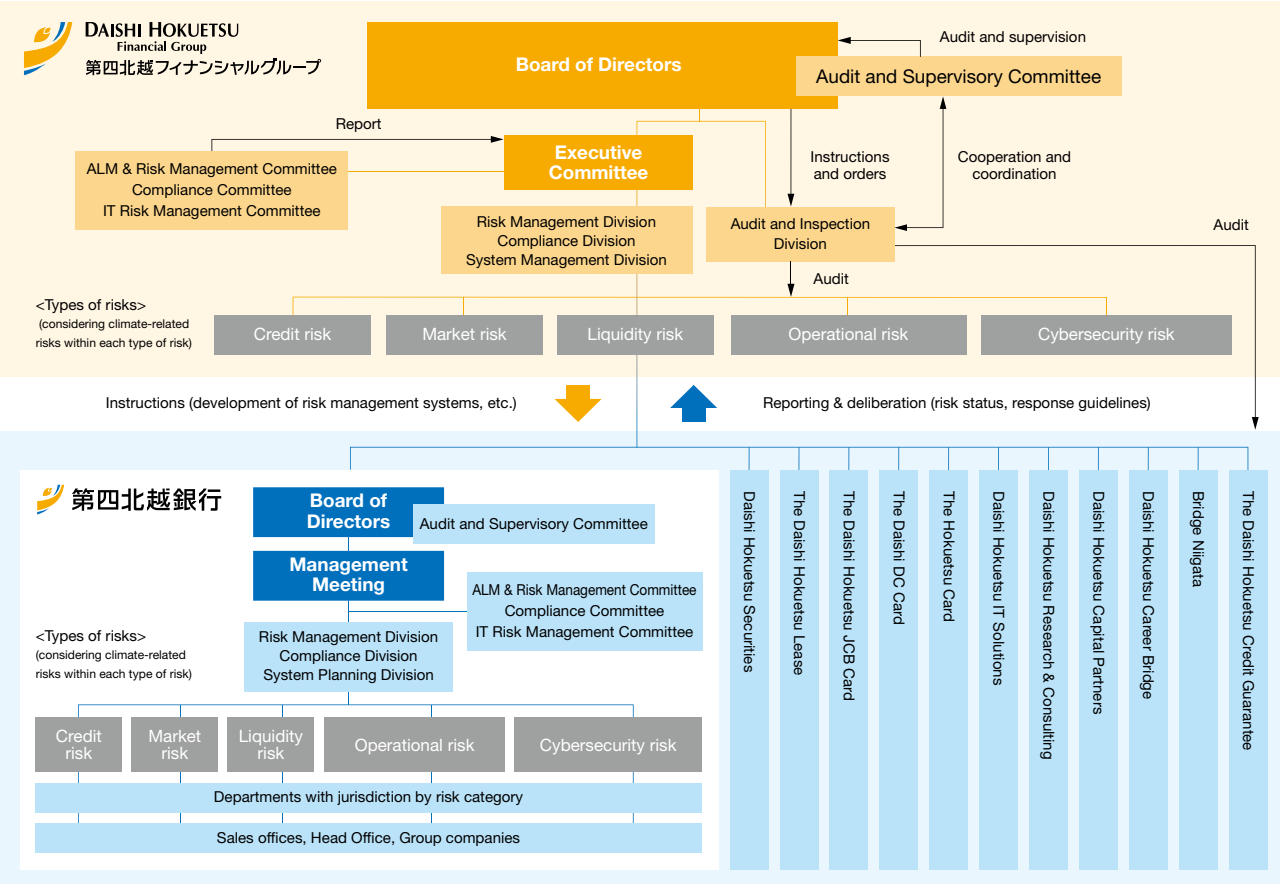 DAISHI HOKUETSU
Financial Group
第四北越フィナンシャルグループ
Board of Directors
Audit and supervision
Audit and Supervisory Committee
Report
Executive
Committee
Instructions
and orders
Cooperation and
coordination
ALM & Risk Management Committee
Compliance Committee
IT Risk Management Committee
Risk Management Division
Compliance Division
System Management Division
Audit and Inspection
Division
Audit
Audit
<Types of risks>
(considering climate-related
risks within each type of risk)
Credit risk
Market risk
Liquidity risk
Operational risk
Cybersecurity risk
Instructions (development of risk management systems, etc.)
Reporting & deliberation (risk status, response guidelines)
第四北越銀行
Board of
Directors
Audit and Supervisory Committee
Management
Meeting
ALM & Risk Management Committee
Compliance Committee
IT Risk Management Committee
Risk Management Division
Compliance Division
System Planning Division
<Types of risks>
(considering climate-related
risks within each type of risk)
Credit
risk
Market
risk
Liquidity
risk
Operational risk
Cybersecurity risk
Departments with jurisdiction by risk category
Sales offices, Head Office, Group companies
Daishi Hokuetsu Securities
The Daishi Hokuetsu Lease
The Daishi Hokuetsu JCB Card
The Daishi DC Card
The Hokuetsu Card
Daishi Hokuetsu IT Solutions
Daishi Hokuetsu Research & Consulting
Daishi Hokuetsu Capital Partners
Daishi Hokuetsu Career Bridge
Bridge Niigata
The Daishi Hokuetsu Credit Guarantee